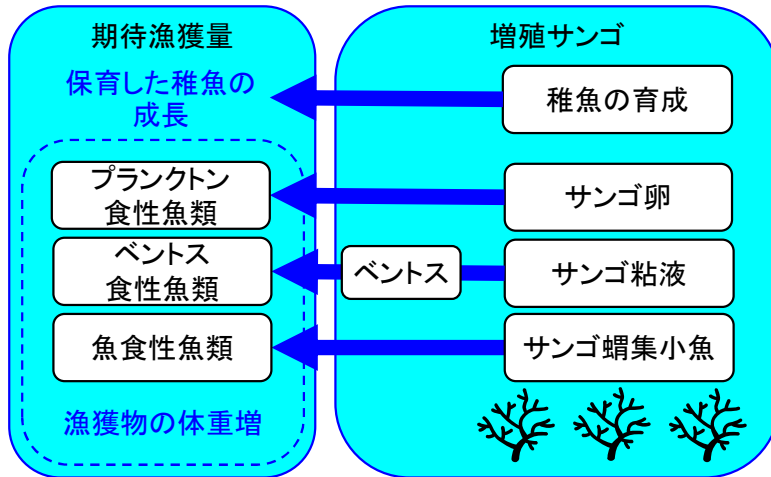 期待漁獲量
保育した稚魚の
成長
プランクトン
食性魚類
ベントス
食性魚類
魚食性魚類
漁獲物の体重増
増殖サンゴ
稚魚の育成
サンゴ卵
ベントス
サンゴ粘液
サンゴ蝟集小魚